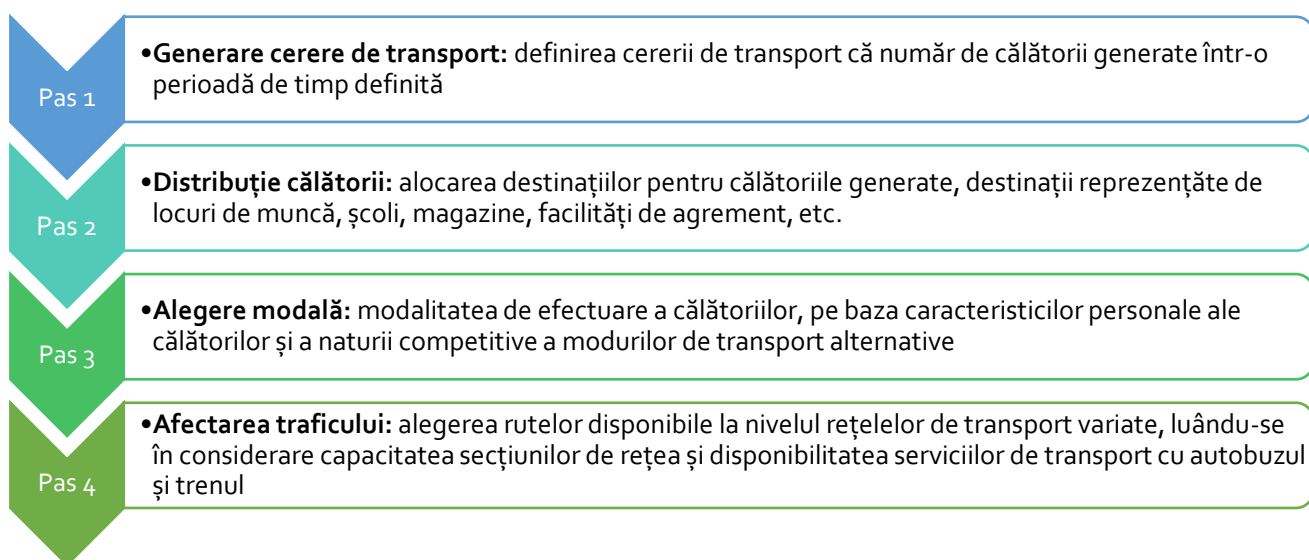 Pas 1
•Generare cerere de transport: definirea cererii de transport că număr de călătorii generate într-o
perioadă de timp definită
Pas 2
•Distribuție călătorii: alocarea destinațiilor pentru călătoriile generate, destinații reprezențăte de
locuri de muncă, școli, magazine, facilități de agrement, etc.
Pas 3
•Alegere modală: modalitatea de efectuare a călătoriilor, pe baza caracteristicilor personale ale
călătorilor și a naturii competitive a modurilor de transport alternative
Pas 4
•Afectarea traficului: alegerea rutelor disponibile la nivelul rețelelor de transport variate, luându-se
în considerare capacitatea secțiunilor de rețea și disponibilitatea serviciilor de transport cu autobuzul
și trenul